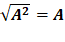 √A² = A